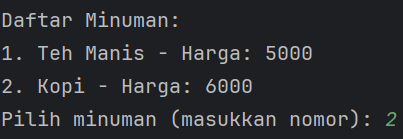 Daftar Minuman:
1. Teh Manis - Harga: 5000
2. Kopi - Harga: 6000
Pilih minuman (masukkan nomor): 2